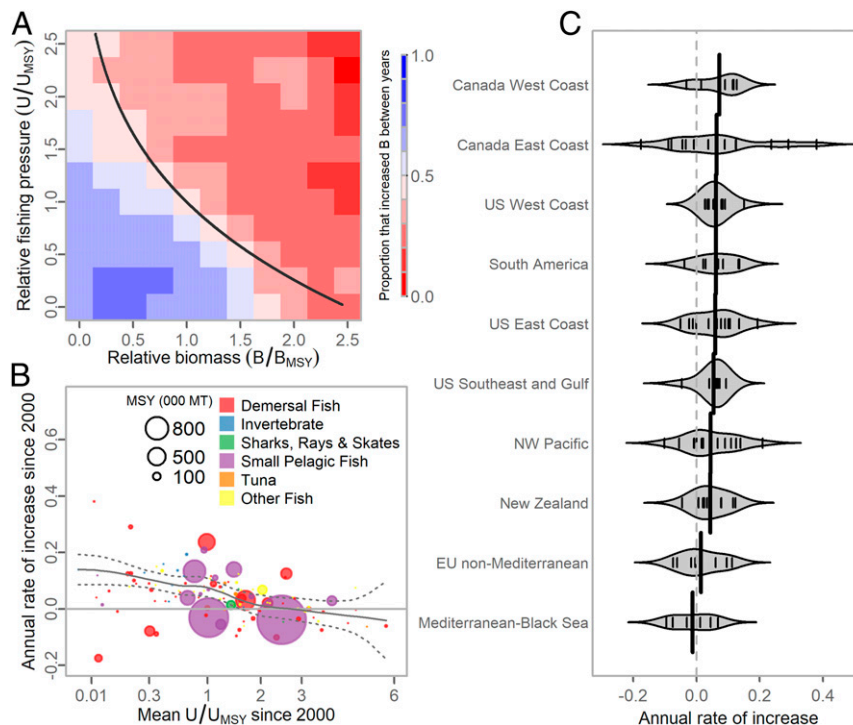 A
Relative fishing pressure (U/U_MSY)
2.5
2.0
1.5
1.0
0.5
0.0
0.0 0.5 1.0 1.5 2.0 2.5
Relative biomass (B/B_MSY)
Proportion that increased B between years
1.0
0.5
0.0
B
MSY (000 MT)
800
500
100
Demersal Fish
Invertebrate
Sharks, Rays & Skates
Small Pelagic Fish
Tuna
Other Fish
Annual rate of increase since 2000
0.6
0.4
0.2
0.0
-0.2
0.01 0.3 1 2 3 6
Mean U/U_MSY since 2000
C
Canada West Coast
Canada East Coast
US West Coast
South America
US East Coast
US Southeast and Gulf
NW Pacific
New Zealand
EU non-Mediterranean
Mediterranean-Black Sea
-0.2 0.0 0.2 0.4
Annual rate of increase